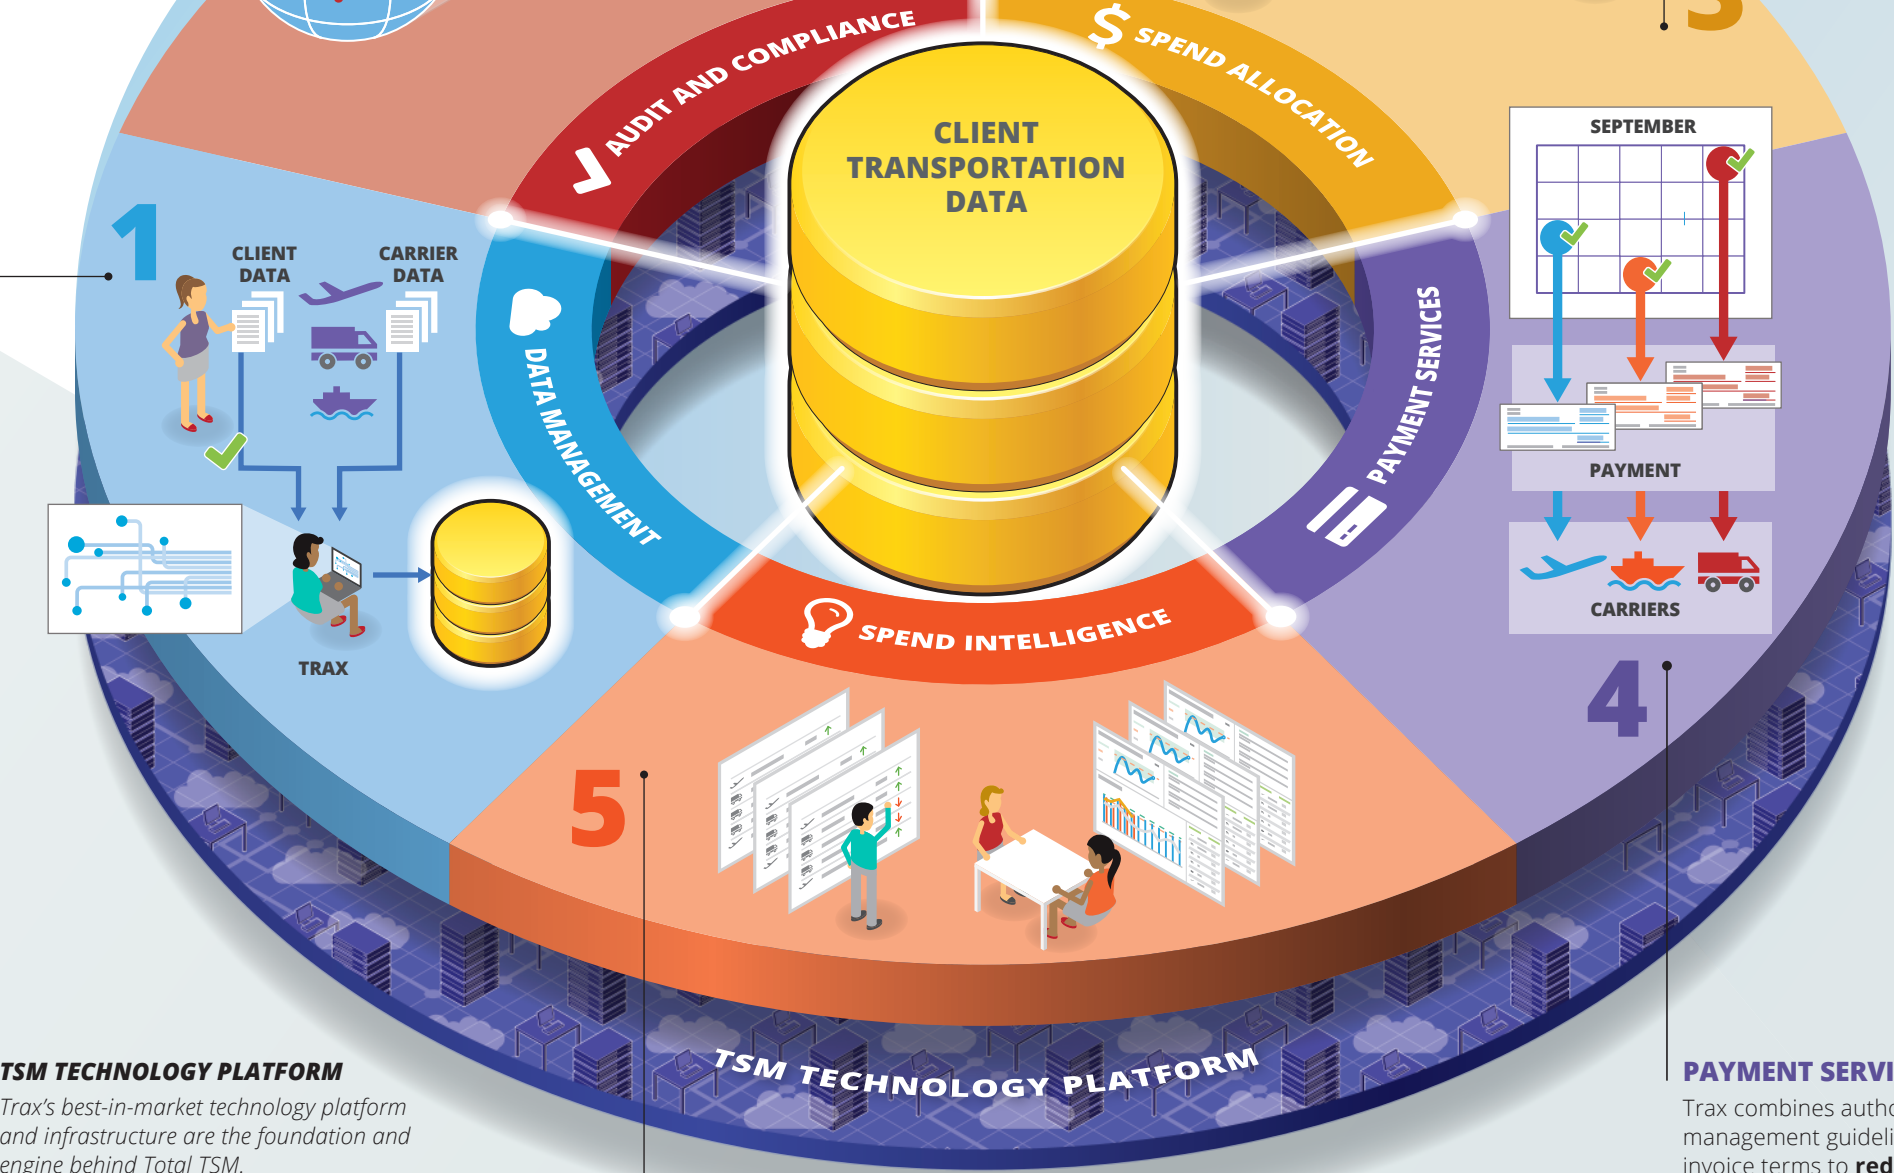 AUDIT AND COMPLIANCE
$ SPEND ALLOCATION
3
CLIENT
TRANSPORTATION
DATA
SEPTEMBER
1
CLIENT
DATA
CARRIER
DATA
DATA MANAGEMENT
PAYMENT SERVICES
PAYMENT
CARRIERS
TRAX
SPEND INTELLIGENCE
4
5
TSM TECHNOLOGY PLATFORM
TSM TECHNOLOGY PLATFORM
Trax's best-in-market technology platform
and infrastructure are the foundation and
engine behind Total TSM.
PAYMENT SERVI
Trax combines autho
management guideli
invoice terms to red